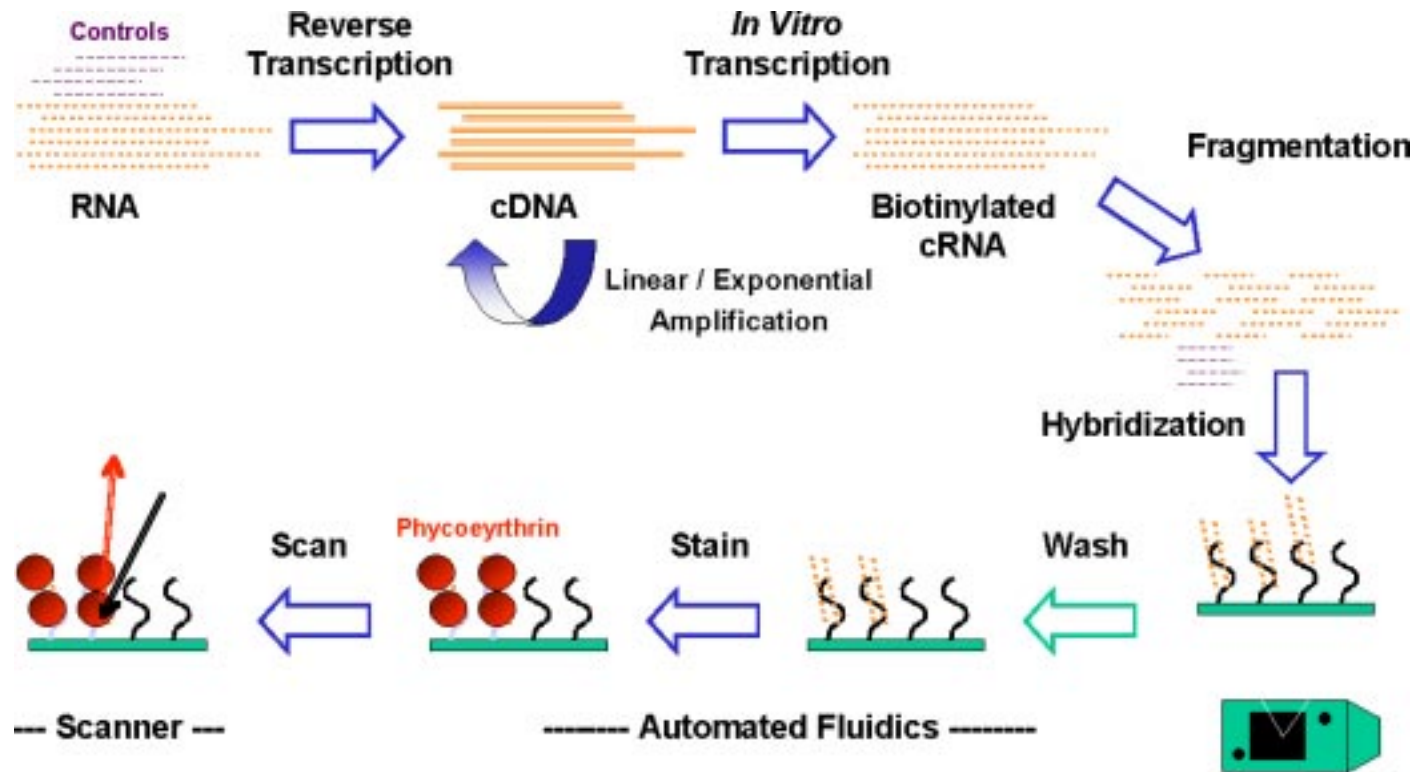 Controls
Reverse
Transcription
In Vitro
Transcription
Fragmentation
RNA
cDNA
Biotinylated
cRNA
Linear / Exponential
Amplification
Hybridization
Scan
Phycoeyrthrin
Stain
Wash
--- Scanner ---
-------- Automated Fluidics --------